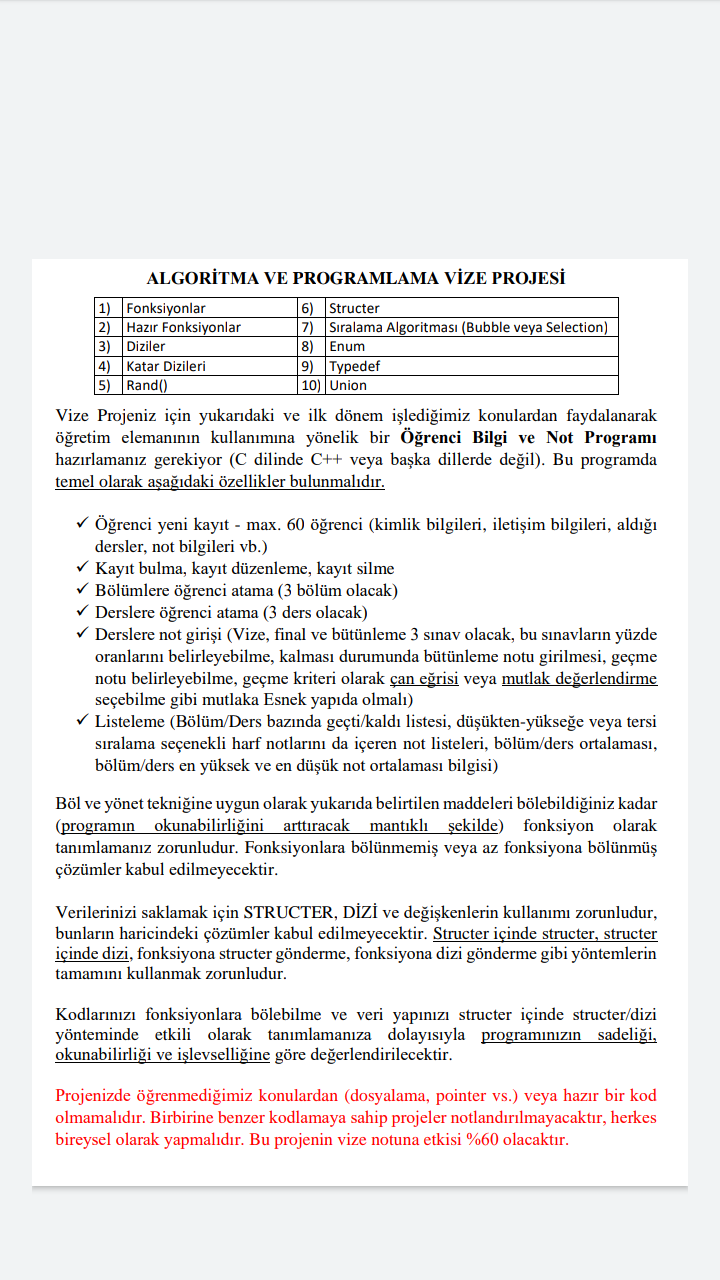 ALGORİTMA VE PROGRAMLAMA VİZE PROJESİ
1) Fonksiyonlar 6) Structer
2) Hazır Fonksiyonlar 7) Sıralama Algoritması (Bubble veya Selection)
3) Diziler 8) Enum
4) Katar Dizileri 9) Typedef
5) Rand() 10) Union
Vize Projeniz için yukarıdaki ve ilk dönem işlediğimiz konulardan faydalanarak
öğretim elemanının kullanımına yönelik bir Öğrenci Bilgi ve Not Programı
hazırlamanız gerekiyor (C dilinde C++ veya başka dillerde değil). Bu programda
temel olarak aşağıdaki özellikler bulunmalıdır.
✓ Öğrenci yeni kayıt - max. 60 öğrenci (kimlik bilgileri, iletişim bilgileri, aldığı
dersler, not bilgileri vb.)
✓ Kayıt bulma, kayıt düzenleme, kayıt silme
✓ Bölümlere öğrenci atama (3 bölüm olacak)
✓ Derslere öğrenci atama (3 ders olacak)
✓ Derslere not girişi (Vize, final ve bütünleme 3 sınav olacak, bu sınavların yüzde
oranlarını belirleyebilme, kalması durumunda bütünleme notu girilmesi, geçme
notu belirleyebilme, geçme kriteri olarak çan eğrisi veya mutlak değerlendirme
seçebilme gibi mutlaka Esnek yapıda olmalı)
✓ Listeleme (Bölüm/Ders bazında geçti/kaldı listesi, düşükten-yükseğe veya tersi
sıralama seçenekli harf notlarını da içeren not listeleri, bölüm/ders ortalaması,
bölüm/ders en yüksek ve en düşük not ortalaması bilgisi)
Böl ve yönet tekniğine uygun olarak yukarıda belirtilen maddeleri bölebildiğiniz kadar
(programın okunabilirliğini arttıracak mantıklı şekilde) fonksiyon olarak
tanımlamanız zorunludur. Fonksiyonlara bölünmemiş veya az fonksiyona bölünmüş
çözümler kabul edilmeyecektir.
Verilerinizi saklamak için STRUCTER, DİZİ ve değişkenlerin kullanımı zorunludur,
bunların haricindeki çözümler kabul edilmeyecektir. Structer içinde structer, structer
içinde dizi, fonksiyona structer gönderme, fonksiyona dizi gönderme gibi yöntemlerin
tamamını kullanmak zorunludur.
Kodlarınızı fonksiyonlara bölebilme ve veri yapınızı structer içinde structer/dizi
yönteminde etkili olarak tanımlamanıza dolayısıyla programınızın sadeliği,
okunabilirliği ve işlevselliğine göre değerlendirilecektir.
Projenizde öğrenmediğimiz konulardan (dosyalama, pointer vs.) veya hazır bir kod
olmamalıdır. Birbirine benzer kodlamaya sahip projeler notlandırılmayacaktır, herkes
bireysel olarak yapmalıdır. Bu projenin vize notuna etkisi %60 olacaktır.